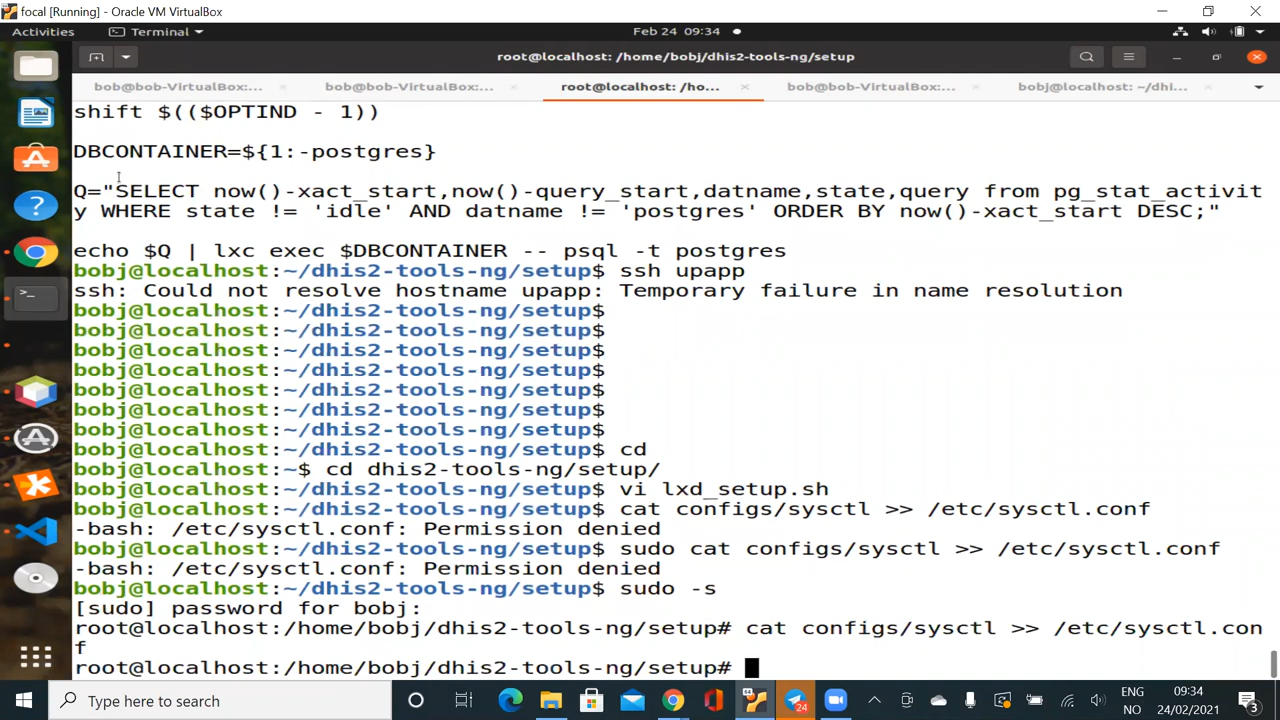 focal [Running] - Oracle VM VirtualBox
Activities
Terminal
Feb 24 09:34
root@localhost: /home/bobj/dhis2-tools-ng/setup
bob@bob-VirtualBox:...
bob@bob-VirtualBox:...
root@localhost: /ho...
bob@bob-VirtualBox:...
bobj@localhost: ~/dhi...
shift $(($OPTIND - 1))
DBCONTAINER=${1:-postgres}
Q="SELECT now()-xact_start,now()-query_start,datname,state,query from pg_stat_activit
y WHERE state != 'idle' AND datname != 'postgres' ORDER BY now()-xact_start DESC;"
echo $Q | lxc exec $DBCONTAINER -- psql -t postgres
bobj@localhost:~/dhis2-tools-ng/setup$ ssh upapp
ssh: Could not resolve hostname upapp: Temporary failure in name resolution
bobj@localhost:~/dhis2-tools-ng/setup$
bobj@localhost:~/dhis2-tools-ng/setup$
bobj@localhost:~/dhis2-tools-ng/setup$
bobj@localhost:~/dhis2-tools-ng/setup$
bobj@localhost:~/dhis2-tools-ng/setup$
bobj@localhost:~/dhis2-tools-ng/setup$
bobj@localhost:~/dhis2-tools-ng/setup$
bobj@localhost:~/dhis2-tools-ng/setup$ cd
bobj@localhost:~$ cd dhis2-tools-ng/setup/
bobj@localhost:~/dhis2-tools-ng/setup$ vi lxd_setup.sh
bobj@localhost:~/dhis2-tools-ng/setup$ cat configs/sysctl >> /etc/sysctl.conf
-bash: /etc/sysctl.conf: Permission denied
bobj@localhost:~/dhis2-tools-ng/setup$ sudo cat configs/sysctl >> /etc/sysctl.conf
-bash: /etc/sysctl.conf: Permission denied
bobj@localhost:~/dhis2-tools-ng/setup$ sudo -s
[sudo] password for bobj:
root@localhost:/home/bobj/dhis2-tools-ng/setup# cat configs/sysctl >> /etc/sysctl.con
f
root@localhost:/home/bobj/dhis2-tools-ng/setup#
Type here to search
24
ENG
NO
09:34
24/02/2021
3